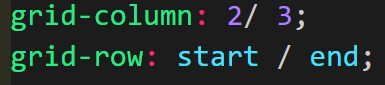 grid-column: 2/ 3;
grid-row: start / end;